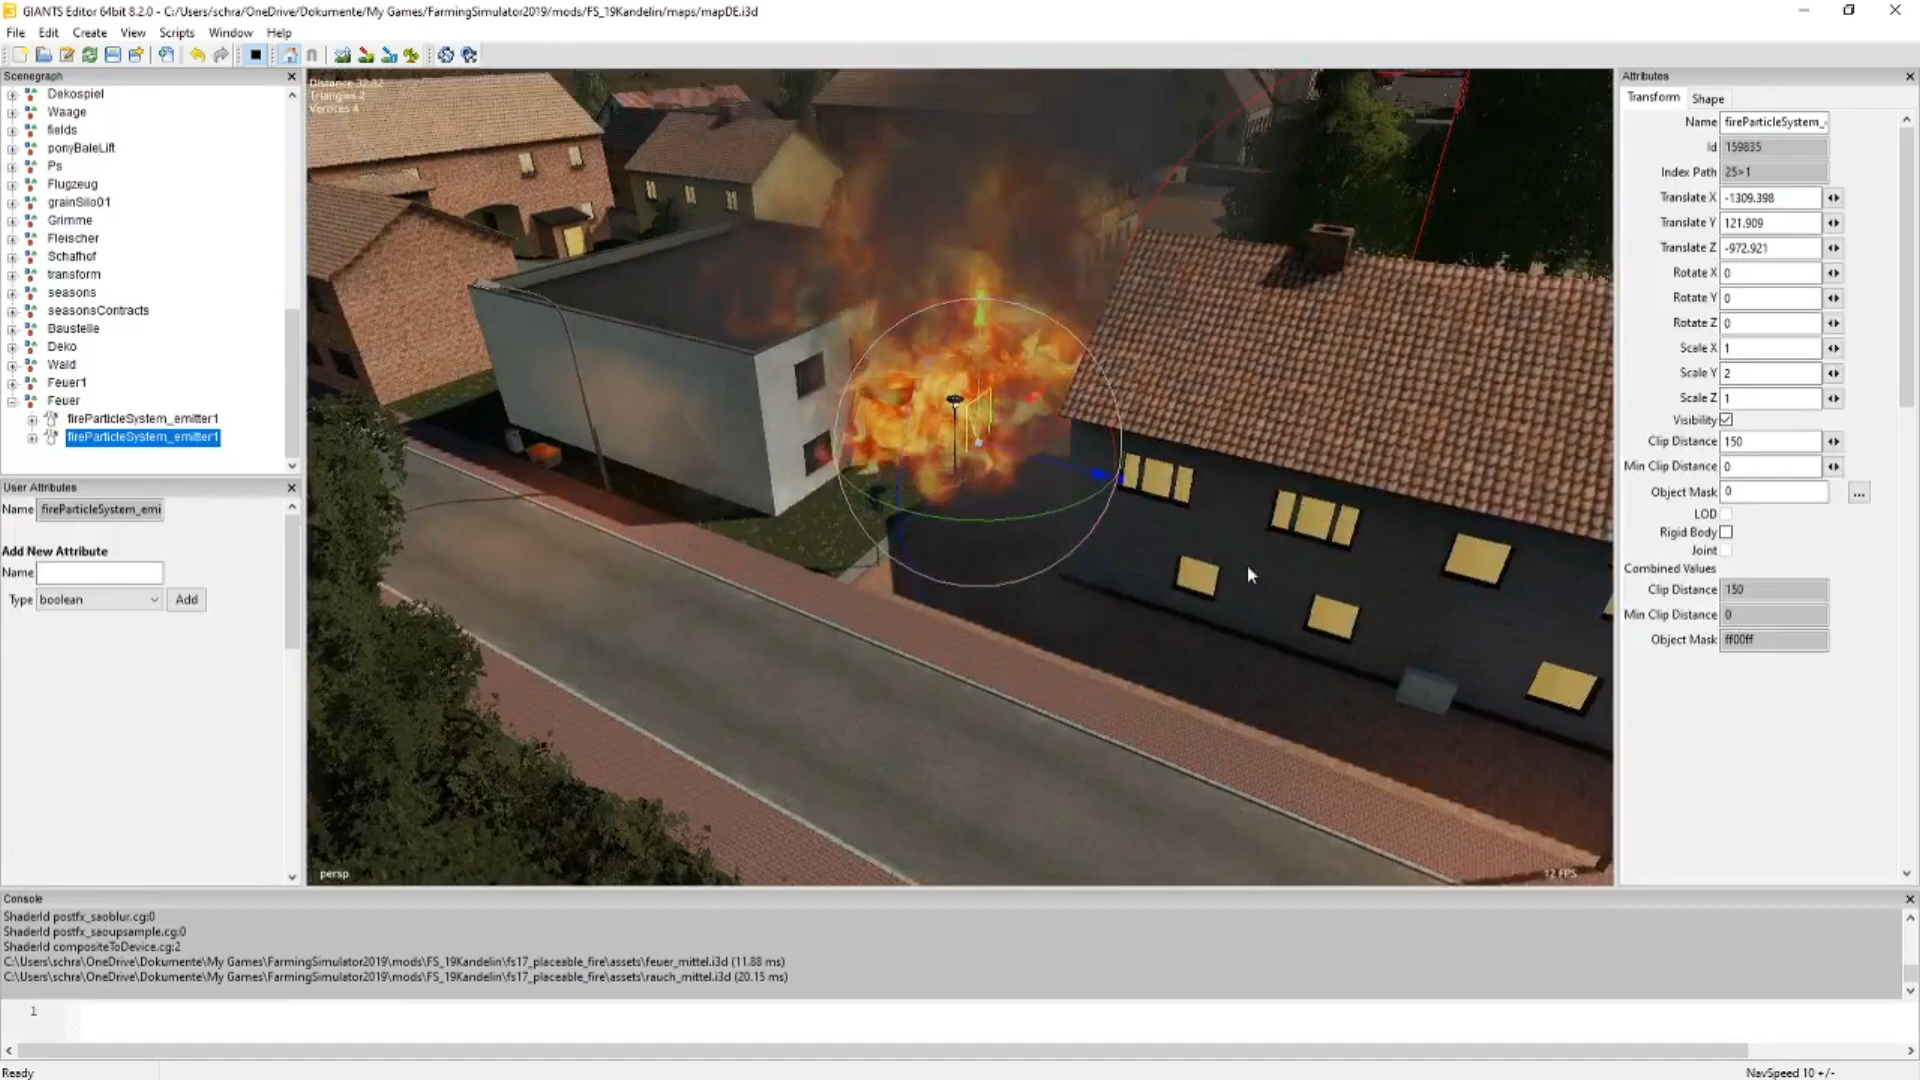 GIANTS Editor 64bit 8.2.0 - C:/Users/schra/OneDrive/Dokumente/My Games/FarmingSimulator2019/mods/FS_19Kandelin/maps/mapDE.i3d
File Edit Create View Scripts Window Help
Scenegraph
Dekospiel
Waage
fields
ponyBaleLift
Ps
Flugzeug
grainSilo01
Grimme
Fleischer
Schafhof
transform
seasons
seasonsContracts
Baustelle
Deko
Wald
Feuer1
Feuer
fireParticleSystem_emitter1
fireParticleSystem_emitter1
User Attributes
Name fireParticleSystem_emi
Add New Attribute
Name
Type boolean Add
Triangles 2
Vertices 4
persp
12 FPS
Attributes
Transform Shape
Name fireParticleSystem_
Id 159835
Index Path 25>1
Translate X -1309.398
Translate Y 121.909
Translate Z -972.921
Rotate X 0
Rotate Y 0
Rotate Z 0
Scale X 1
Scale Y 2
Scale Z 1
Visibility
Clip Distance 150
Min Clip Distance 0
Object Mask 0 ...
LOD
Rigid Body
Joint
Combined Values
Clip Distance 150
Min Clip Distance 0
Object Mask ff00ff
Console
ShaderId postfx_saoblur.cg:0
ShaderId postfx_saoupsample.cg:0
ShaderId compositeToDevice.cg:2
C:\Users\schra\OneDrive\Dokumente\My Games\FarmingSimulator2019\mods\FS_19Kandelin\fs17_placeable_fire\assets\feuer_mittel.i3d (11.88 ms)
C:\Users\schra\OneDrive\Dokumente\My Games\FarmingSimulator2019\mods\FS_19Kandelin\fs17_placeable_fire\assets\rauch_mittel.i3d (20.15 ms)
1
Ready
NavSpeed 10 +/-